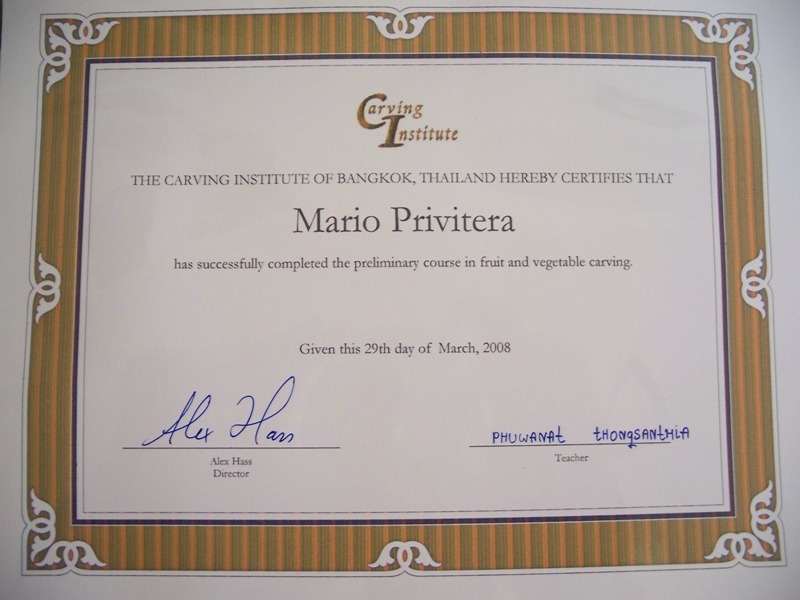 Carving
Institute
THE CARVING INSTITUTE OF BANGKOK, THAILAND HEREBY CERTIFIES THAT
Mario Privitera
has successfully completed the preliminary course in fruit and vegetable carving.
Given this 29th day of March, 2008
Alex Hass
PHUWANAT THONGSANTHIA
Alex Hass
Director
Teacher